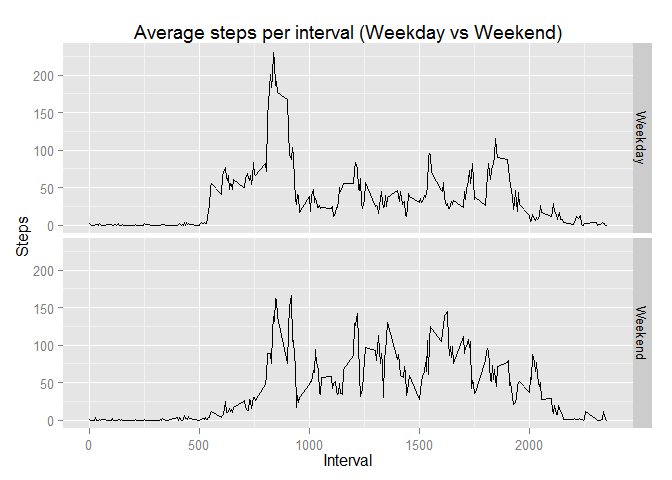 Average steps per interval (Weekday vs Weekend)
Steps
200
150
100
50
0
Weekday
200
150
100
50
0
Weekend
0 500 1000 1500 2000
Interval